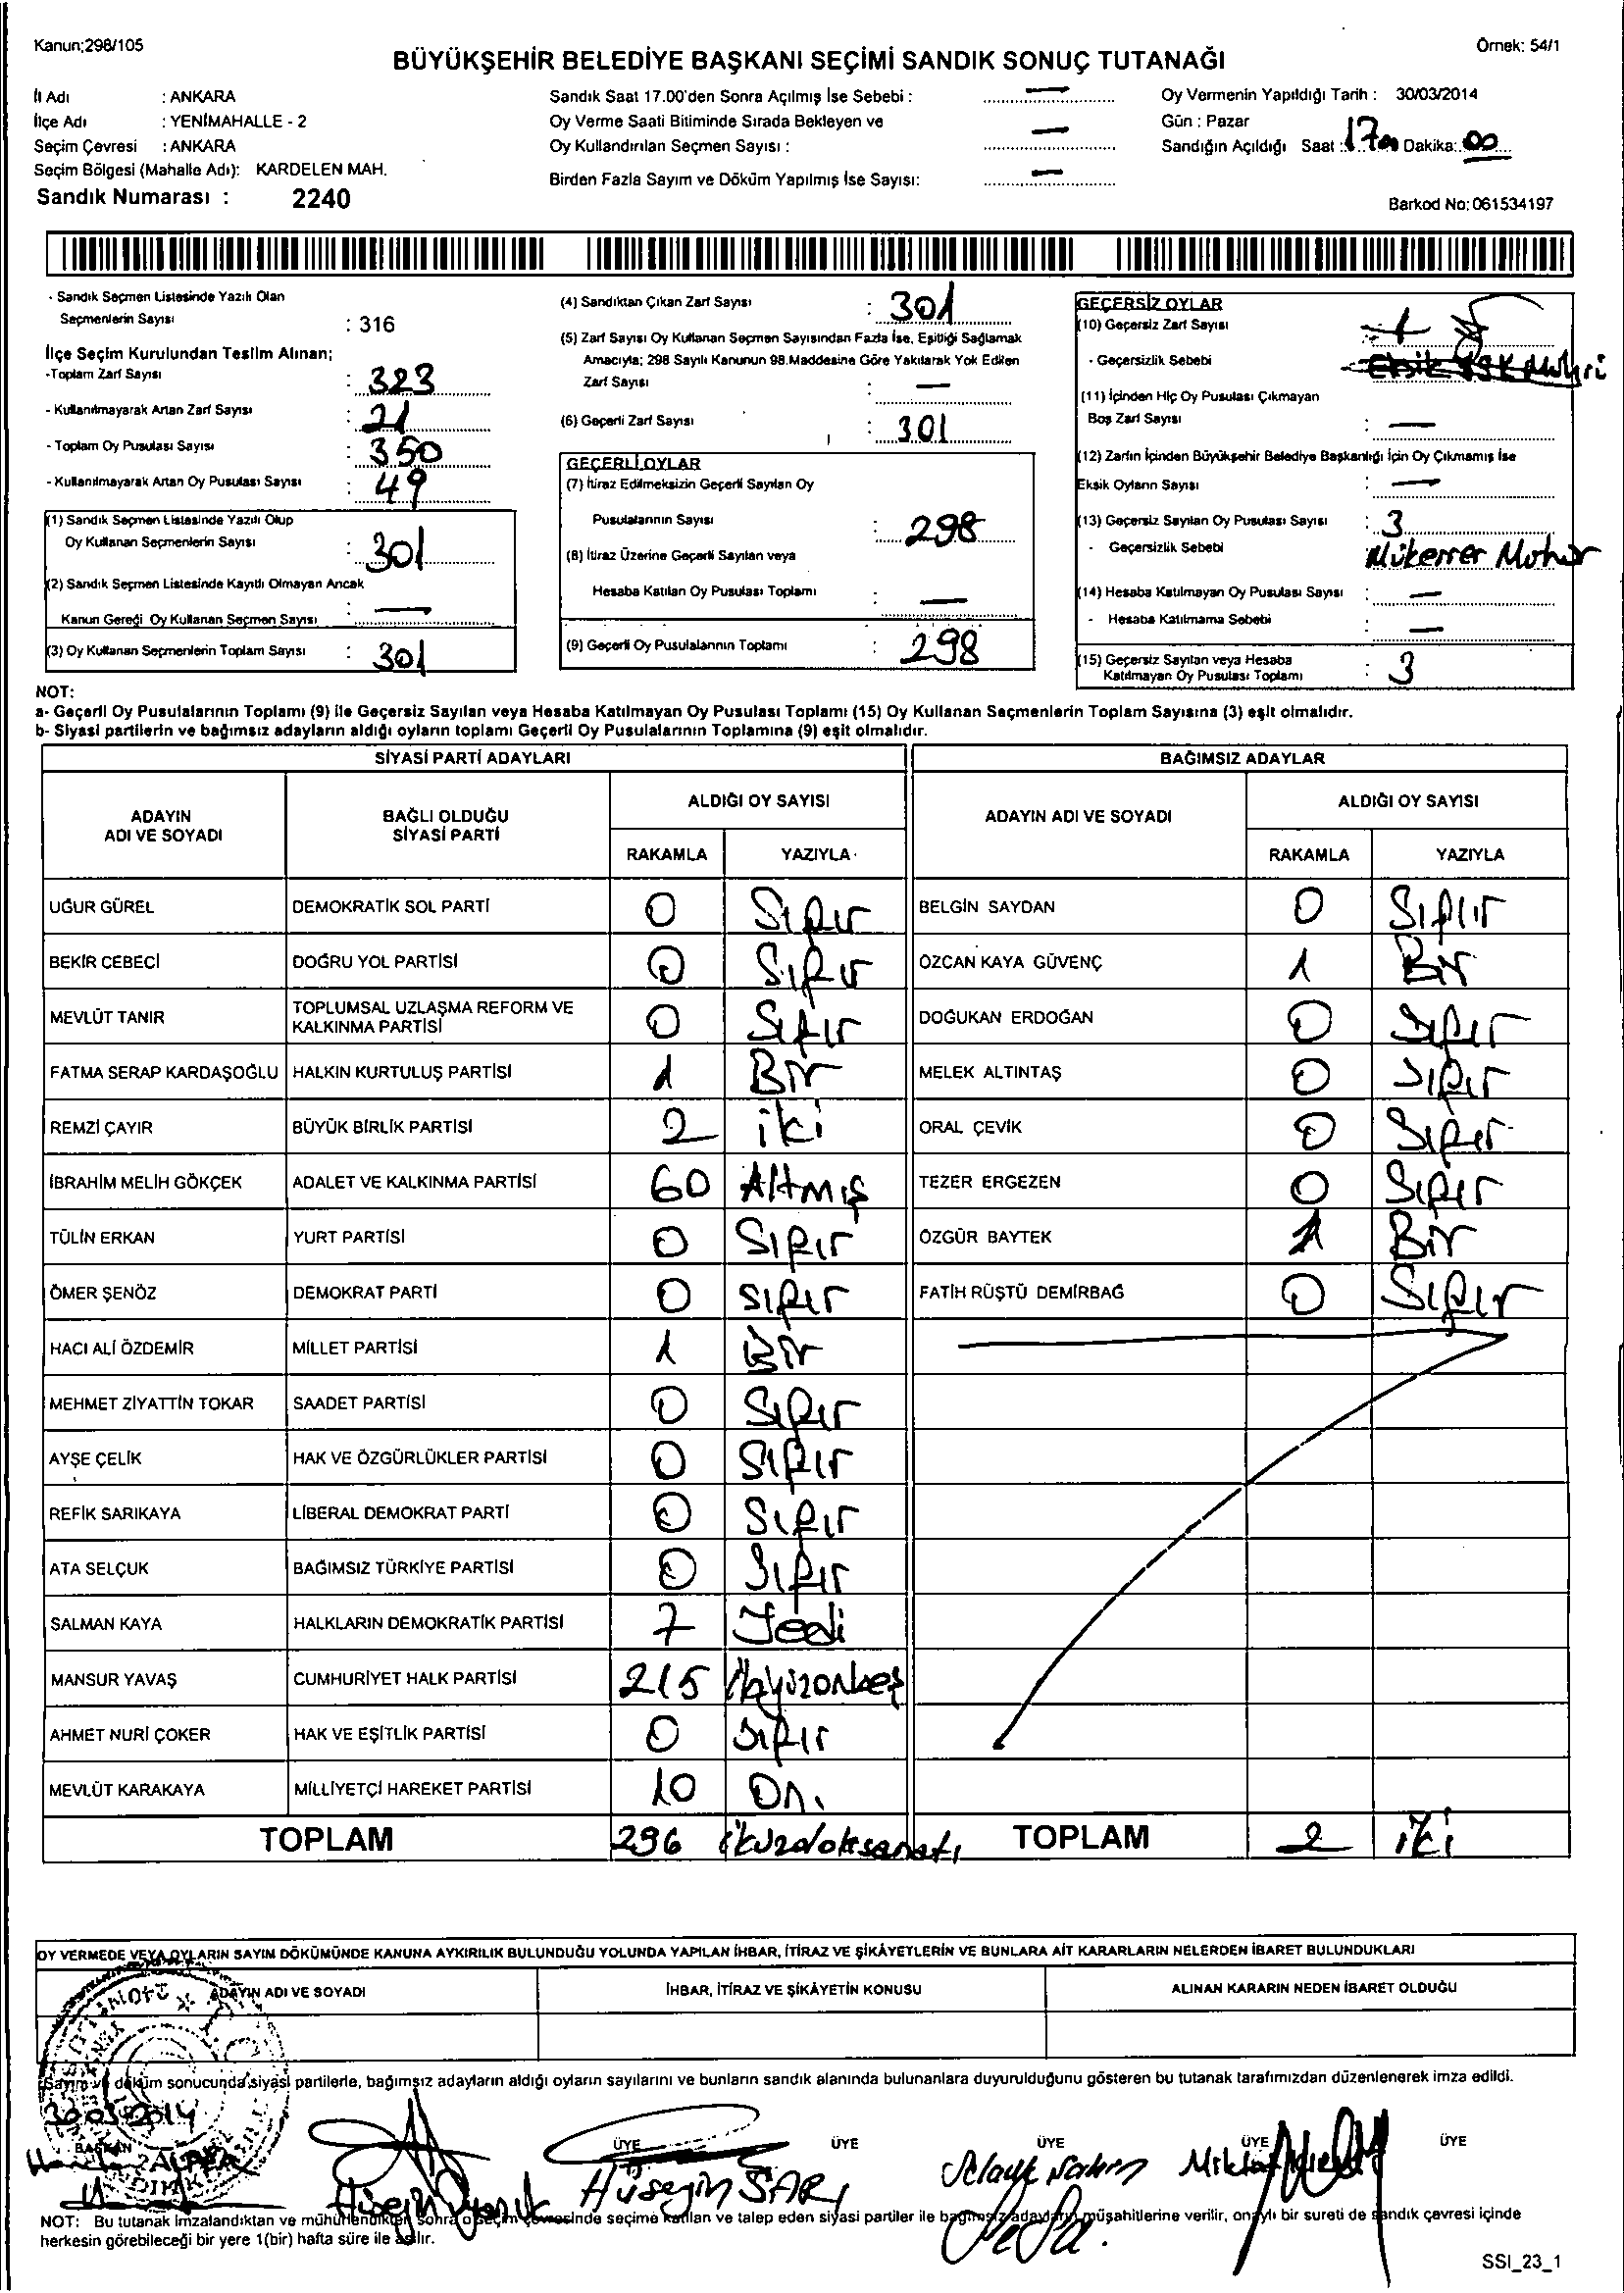 Kanun;298/105
Örnek: 54/1
BÜYÜKŞEHİR BELEDİYE BAŞKANI SEÇİMİ SANDIK SONUÇ TUTANAĞI
İl Adı : ANKARA
İlçe Adı : YENİMAHALLE - 2
Seçim Çevresi : ANKARA
Seçim Bölgesi (Mahalle Adı): KARDELEN MAH.
Sandık Numarası : 2240
Sandık Saat 17.00'den Sonra Açılmış İse Sebebi : —
Oy Verme Saati Bitiminde Sırada Bekleyen ve —
Oy Kullandırılan Seçmen Sayısı :
Birden Fazla Sayım ve Döküm Yapılmış İse Sayısı: —
Oy Vermenin Yapıldığı Tarih : 30/03/2014
Gün : Pazar
Sandığın Açıldığı Saat : 17 00 Dakika: 00
Barkod No: 061534197
- Sandık Seçmen Listesinde Yazılı Olan
Seçmenlerin Sayısı : 316
İlçe Seçim Kurulundan Teslim Alınan;
-Toplam Zarf Sayısı : 323
- Kullanılmayarak Artan Zarf Sayısı : 21
- Toplam Oy Pusulası Sayısı : 350
- Kullanılmayarak Artan Oy Pusulası Sayısı : 49
(1) Sandık Seçmen Listesinde Yazılı Olup
Oy Kullanan Seçmenlerin Sayısı : 301
(2) Sandık Seçmen Listesinde Kayıtlı Olmayan Ancak
Kanun Gereği Oy Kullanan Seçmen Sayısı : —
(3) Oy Kullanan Seçmenlerin Toplam Sayısı : 301
(4) Sandıktan Çıkan Zarf Sayısı : 301
(5) Zarf Sayısı Oy Kullanan Seçmen Sayısından Fazla İse, Eşitliği Sağlamak
Amacıyla; 298 Sayılı Kanunun 98.Maddesine Göre Yakılarak Yok Edilen
Zarf Sayısı : —
(6) Geçerli Zarf Sayısı : 301
GEÇERLİ OYLAR
(7) İtiraz Edilmeksizin Geçerli Sayılan Oy
Pusulalarının Sayısı : 298
(8) İtiraz Üzerine Geçerli Sayılan veya
Hesaba Katılan Oy Pusulası Toplamı : —
(9) Geçerli Oy Pusulalarının Toplamı : 298
GEÇERSİZ OYLAR
(10) Geçersiz Zarf Sayısı
- Geçersizlik Sebebi Eksik YSK Mührü
(11) İçinden Hiç Oy Pusulası Çıkmayan
Boş Zarf Sayısı : —
(12) Zarfın İçinden Büyükşehir Belediye Başkanlığı İçin Oy Çıkmamış İse
Eksik Oyların Sayısı : —
(13) Geçersiz Sayılan Oy Pusulası Sayısı : 3
- Geçersizlik Sebebi Mükerrer Mühür
(14) Hesaba Katılmayan Oy Pusulası Sayısı : —
- Hesaba Katılmama Sebebi : —
(15) Geçersiz Sayılan veya Hesaba
Katılmayan Oy Pusulası Toplamı : 3
NOT:
a- Geçerli Oy Pusulalarının Toplamı (9) ile Geçersiz Sayılan veya Hesaba Katılmayan Oy Pusulası Toplamı (15) Oy Kullanan Seçmenlerin Toplam Sayısına (3) eşit olmalıdır.
b- Siyasi partilerin ve bağımsız adayların aldığı oyların toplamı Geçerli Oy Pusulalarının Toplamına (9) eşit olmalıdır.
SİYASİ PARTİ ADAYLARI BAĞIMSIZ ADAYLAR
ADAYIN ADI VE SOYADI BAĞLI OLDUĞU SİYASİ PARTİ ALDIĞI OY SAYISI ADAYIN ADI VE SOYADI ALDIĞI OY SAYISI
RAKAMLA YAZIYLA RAKAMLA YAZIYLA
UĞUR GÜREL DEMOKRATİK SOL PARTİ 0 Sıfır BELGİN SAYDAN 0 Sıfır
BEKİR CEBECİ DOĞRU YOL PARTİSİ 0 Sıfır ÖZCAN KAYA GÜVENÇ 1 Bir
MEVLÜT TANIR TOPLUMSAL UZLAŞMA REFORM VE KALKINMA PARTİSİ 0 Sıfır DOĞUKAN ERDOĞAN 0 Sıfır
FATMA SERAP KARDAŞOĞLU HALKIN KURTULUŞ PARTİSİ 1 Bir MELEK ALTINTAŞ 0 Sıfır
REMZİ ÇAYIR BÜYÜK BİRLİK PARTİSİ 2 iki ORAL ÇEVİK 0 Sıfır
İBRAHİM MELİH GÖKÇEK ADALET VE KALKINMA PARTİSİ 60 Altmış TEZER ERGEZEN 0 Sıfır
TÜLİN ERKAN YURT PARTİSİ 0 Sıfır ÖZGÜR BAYTEK 1 Bir
ÖMER ŞENÖZ DEMOKRAT PARTİ 0 Sıfır FATİH RÜŞTÜ DEMİRBAĞ 0 Sıfır
HACI ALİ ÖZDEMİR MİLLET PARTİSİ 1 Bir
MEHMET ZİYATTİN TOKAR SAADET PARTİSİ 0 Sıfır
AYŞE ÇELİK HAK VE ÖZGÜRLÜKLER PARTİSİ 0 Sıfır
REFİK SARIKAYA LİBERAL DEMOKRAT PARTİ 0 Sıfır
ATA SELÇUK BAĞIMSIZ TÜRKİYE PARTİSİ 0 Sıfır
SALMAN KAYA HALKLARIN DEMOKRATİK PARTİSİ 7 Yedi
MANSUR YAVAŞ CUMHURİYET HALK PARTİSİ 215 İkiyüzonbeş
AHMET NURİ ÇOKER HAK VE EŞİTLİK PARTİSİ 0 Sıfır
MEVLÜT KARAKAYA MİLLİYETÇİ HAREKET PARTİSİ 10 On.
TOPLAM 296 ikiyüzdoksanaltı TOPLAM 2 iki
OY VERMEDE VEYA OYLARIN SAYIM DÖKÜMÜNDE KANUNA AYKIRILIK BULUNDUĞU YOLUNDA YAPILAN İHBAR, İTİRAZ VE ŞİKÂYETLERİN VE BUNLARA AİT KARARLARIN NELERDEN İBARET BULUNDUKLARI
ADAYIN ADI VE SOYADI İHBAR, İTİRAZ VE ŞİKÂYETİN KONUSU ALINAN KARARIN NEDEN İBARET OLDUĞU
Sayım ve döküm sonucunda siyasi partilerle, bağımsız adayların aldığı oyların sayılarını ve bunların sandık alanında bulunanlara duyurulduğunu gösteren bu tutanak tarafımızdan düzenlenerek imza edildi.
30.03.2014
BAŞKAN ÜYE ÜYE ÜYE ÜYE ÜYE
Hüseyin Hüseyin SARI
NOT: Bu tutanak imzalandıktan ve mühürlendikten sonra o seçim çevresinde seçime katılan ve talep eden siyasi partiler ile bağımsız adayların müşahitlerine verilir, onaylı bir sureti de sandık çevresi içinde
herkesin görebileceği bir yere 1(bir) hafta süre ile asılır.
SSI_23_1